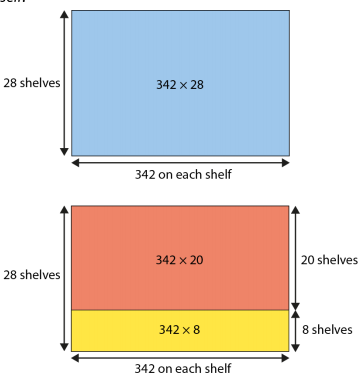 28 shelves
342 × 28
342 on each shelf
342 × 20
20 shelves
28 shelves
342 × 8
8 shelves
342 on each shelf